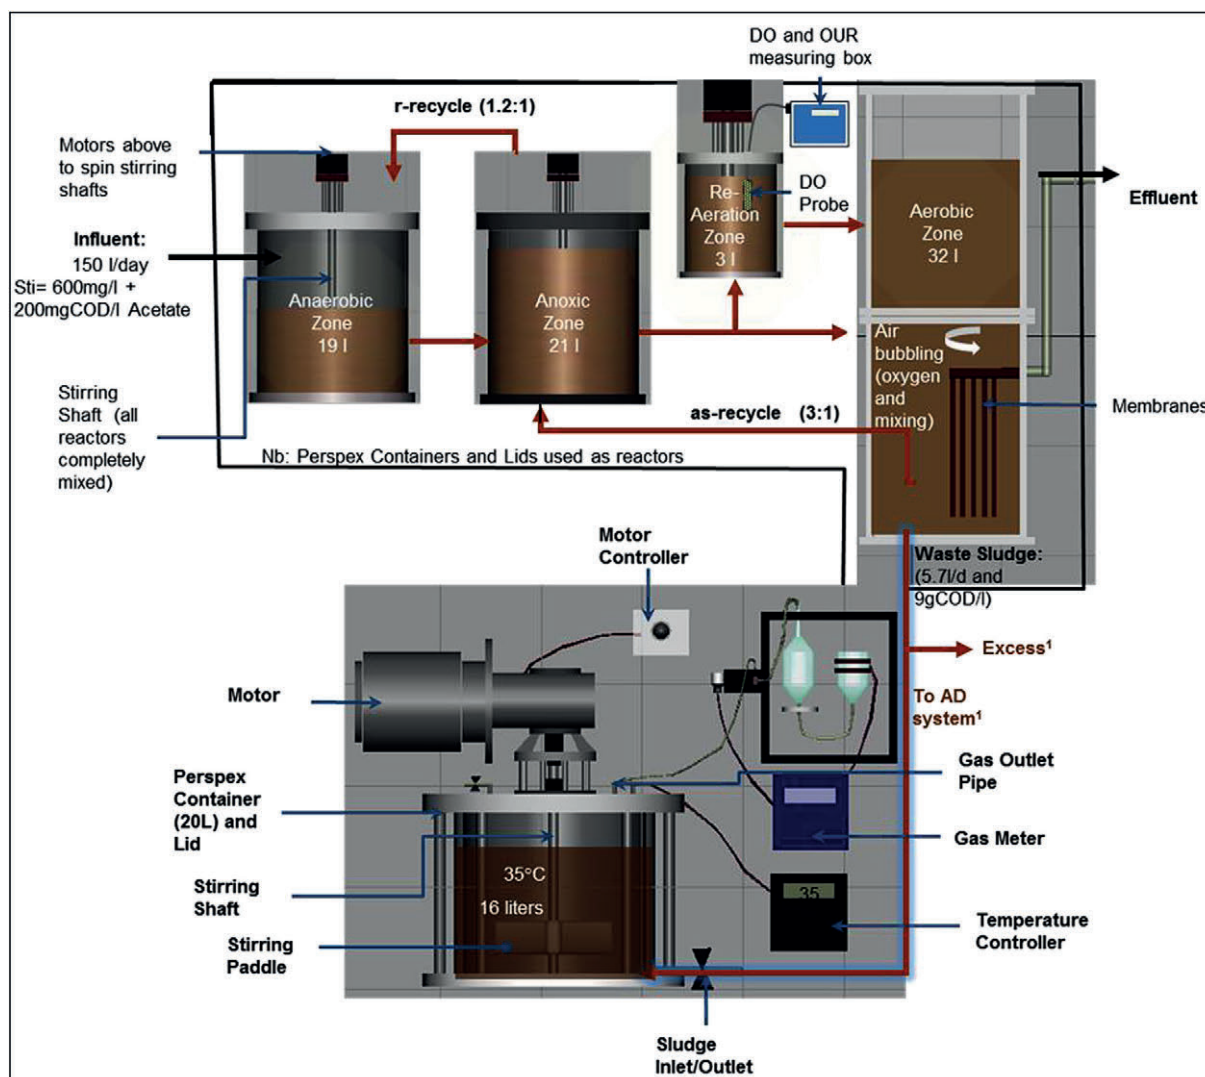 DO and OUR
measuring box
r-recycle (1.2:1)
Motors above
to spin stirring
shafts
DO
Probe
Effluent
Re-
Aeration
Zone
3 l
Aerobic
Zone
32 l
Influent:
150 l/day
Sti= 600mg/l +
200mgCOD/l Acetate
Anaerobic
Zone
19 l
Anoxic
Zone
21 l
Air
bubbling
(oxygen
and
mixing)
Stirring
Shaft (all
reactors
completely
mixed)
as-recycle (3:1)
Membranes
Nb: Perspex Containers and Lids used as reactors
Motor
Controller
Waste Sludge:
(5.7l/d and
9gCOD/l)
Excess¹
Motor
To AD
system¹
Perspex
Container
(20L) and
Lid
Gas Outlet
Pipe
Gas Meter
35°C
16 liters
35
Stirring
Shaft
Temperature
Controller
Stirring
Paddle
Sludge
Inlet/Outlet